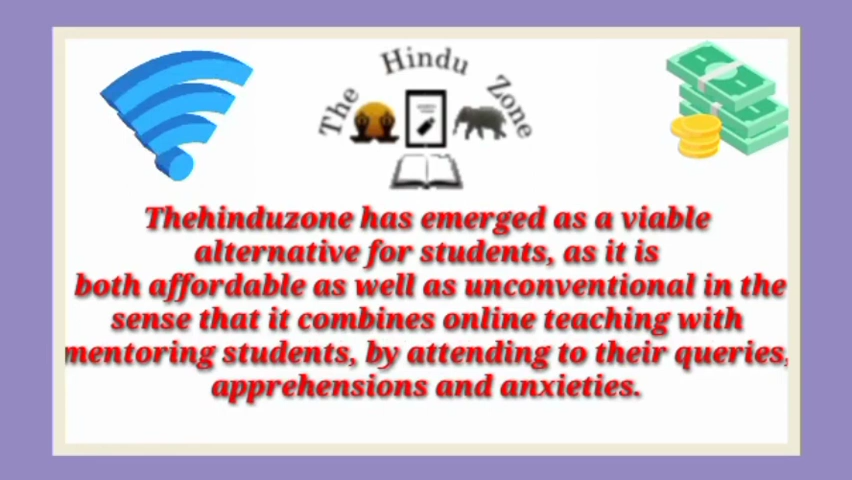 The Hindu Zone
Thehinduzone has emerged as a viable
alternative for students, as it is
both affordable as well as unconventional in the
sense that it combines online teaching with
mentoring students, by attending to their queries,
apprehensions and anxieties.